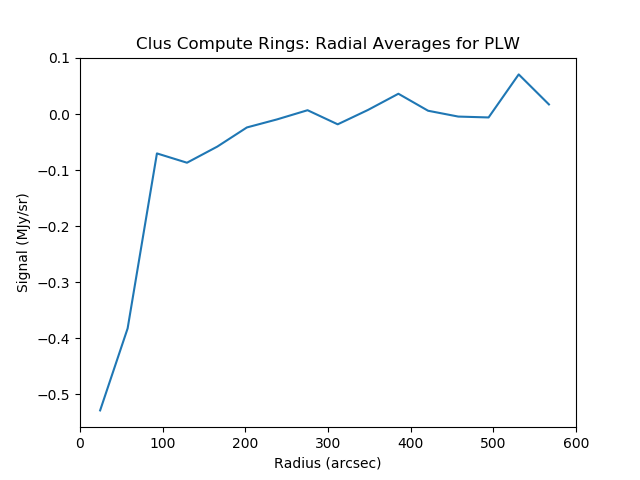 Clus Compute Rings: Radial Averages for PLW
0.1
0.0
−0.1
−0.2
−0.3
−0.4
−0.5
Signal (MJy/sr)
0 100 200 300 400 500 600
Radius (arcsec)